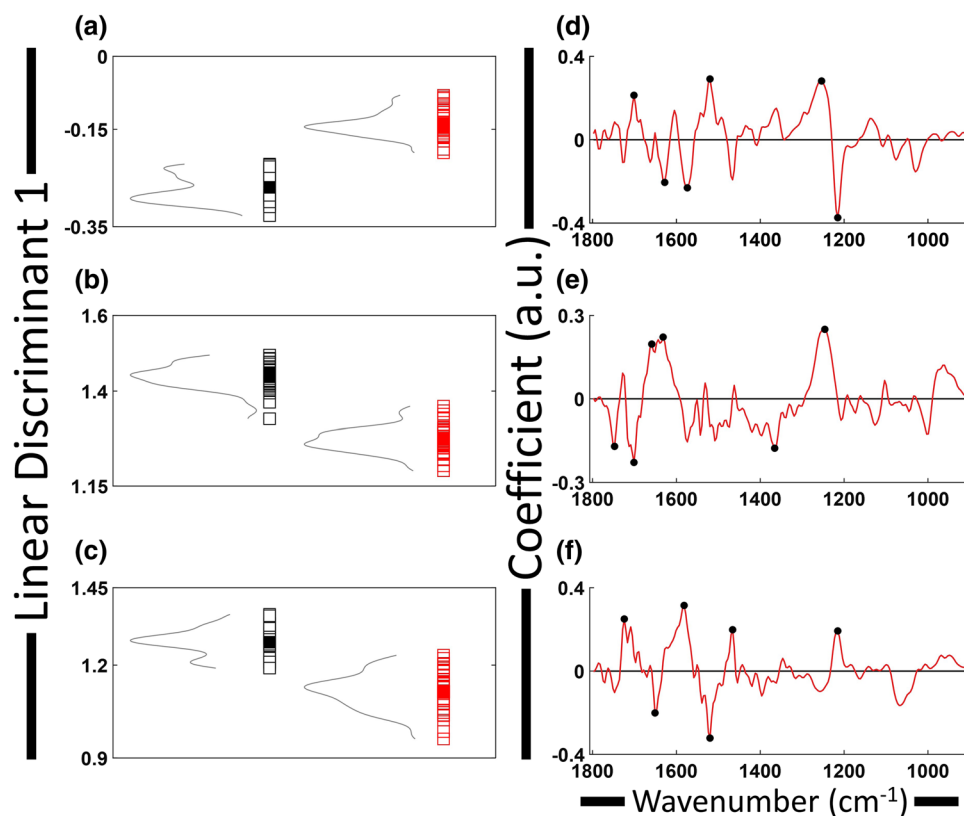 Linear Discriminant 1
(a)
0
-0.15
-0.35
(b)
1.6
1.4
1.15
(c)
1.45
1.2
0.9
Coefficient (a.u.)
(d)
0.4
0
-0.4
1800 1600 1400 1200 1000
(e)
0.3
0
-0.3
1800 1600 1400 1200 1000
(f)
0.4
0
-0.4
1800 1600 1400 1200 1000
Wavenumber (cm-1)